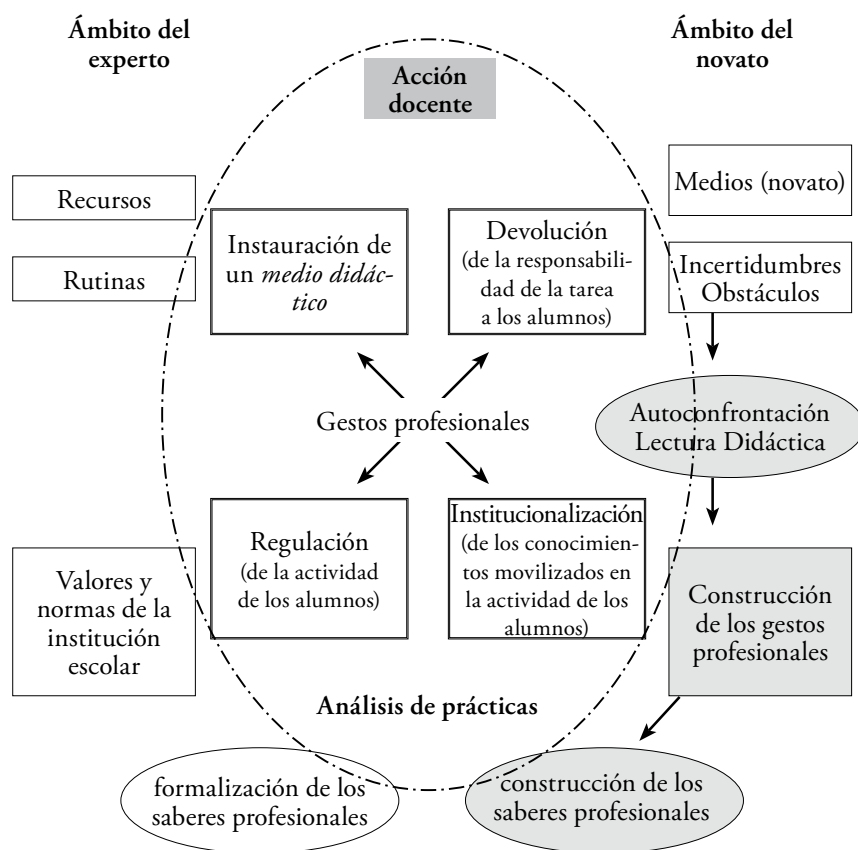 Ámbito del
experto
Ámbito del
novato
Acción
docente
Recursos
Rutinas
Instauración de
un medio didác-
tico
Devolución
(de la responsabili-
dad de la tarea
a los alumnos)
Medios (novato)
Incertidumbres
Obstáculos
Gestos profesionales
Autoconfrontación
Lectura Didáctica
Valores y
normas de la
institución
escolar
Regulación
(de la actividad
de los alumnos)
Institucionalización
(de los conocimien-
tos movilizados en
la actividad de los
alumnos)
Construcción
de los gestos
profesionales
Análisis de prácticas
formalización de los
saberes profesionales
construcción de los
saberes profesionales